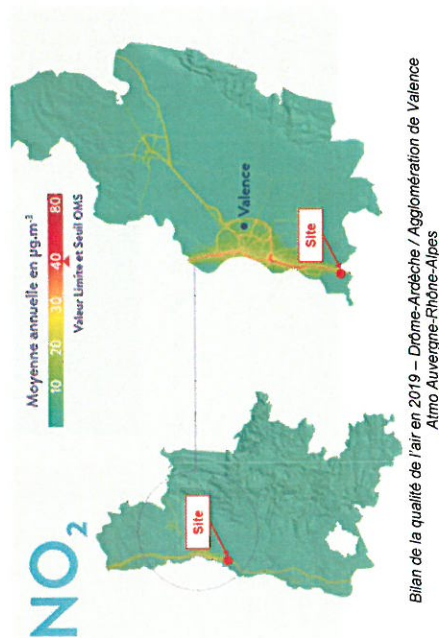 NO2
Moyenne annuelle en µg.m-3
10 20 30 40 80
Valeur Limite et Seuil OMS
Site
Valence
Site
Bilan de la qualité de l'air en 2019 – Drôme-Ardèche / Agglomération de Valence
Atmo Auvergne-Rhône-Alpes